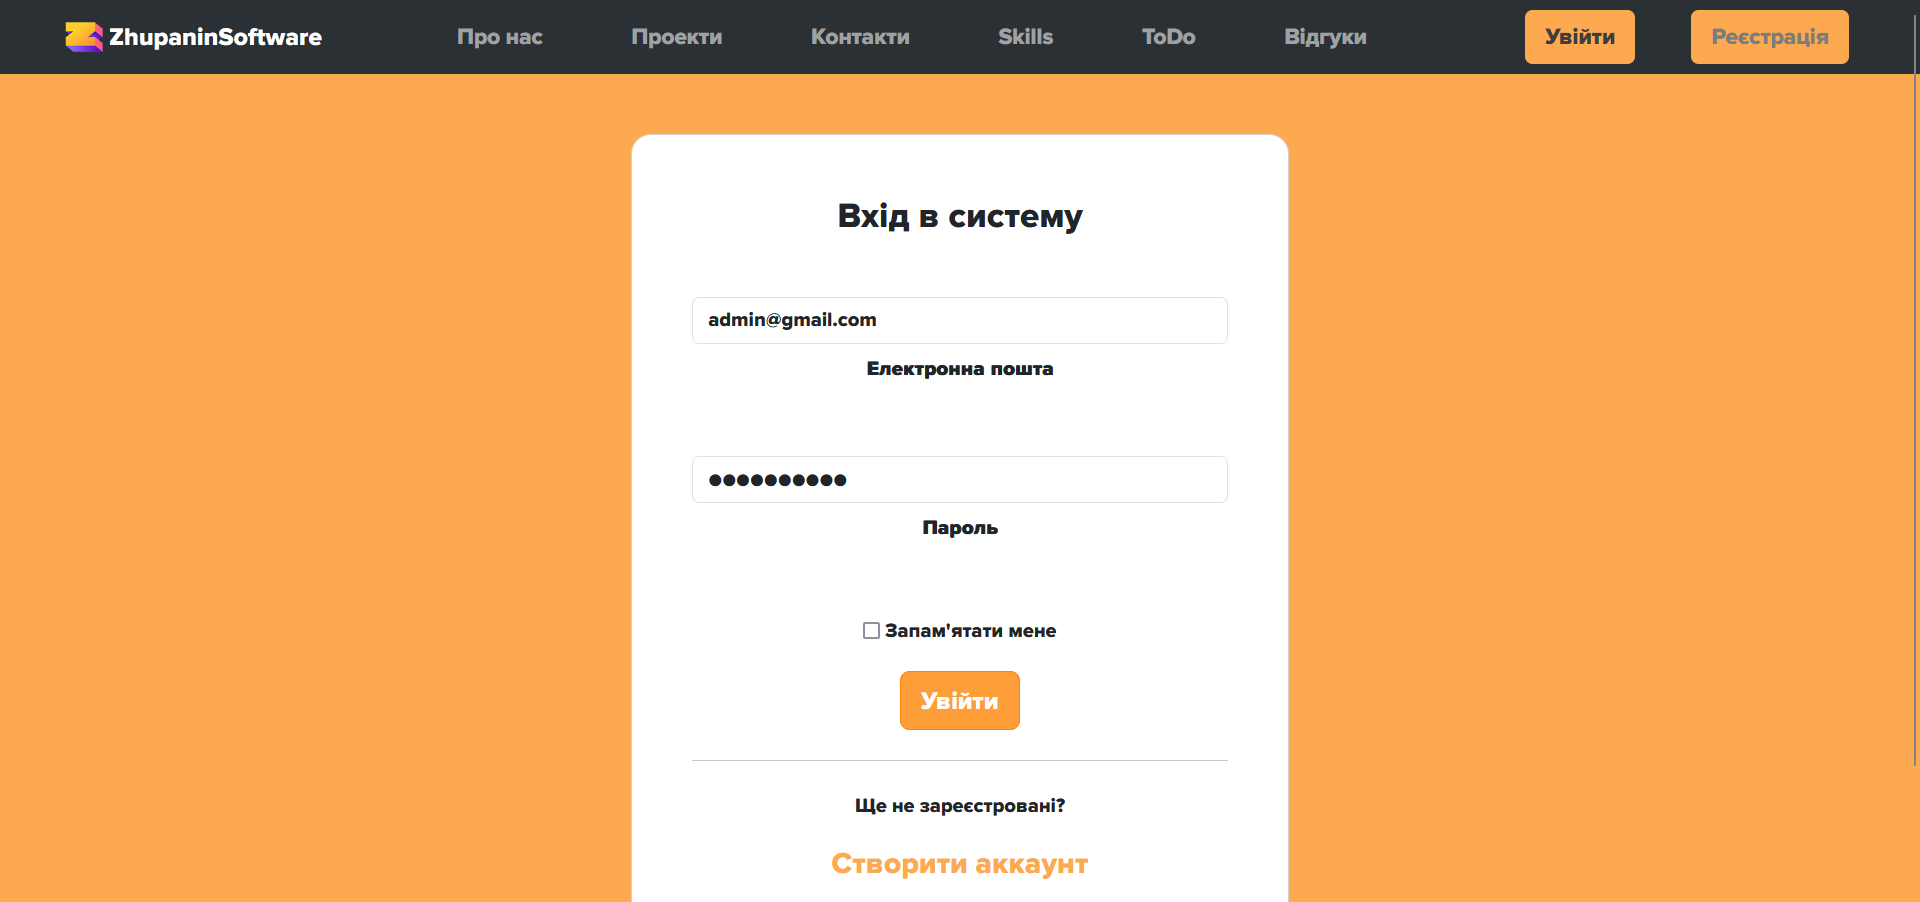 ZhupaninSoftware Про нас Проекти Контакти Skills ToDo Відгуки Увійти Реєстрація
Вхід в систему
admin@gmail.com
Електронна пошта
●●●●●●●●●●
Пароль
Запам'ятати мене
Увійти
Ще не зареєстровані?
Створити аккаунт